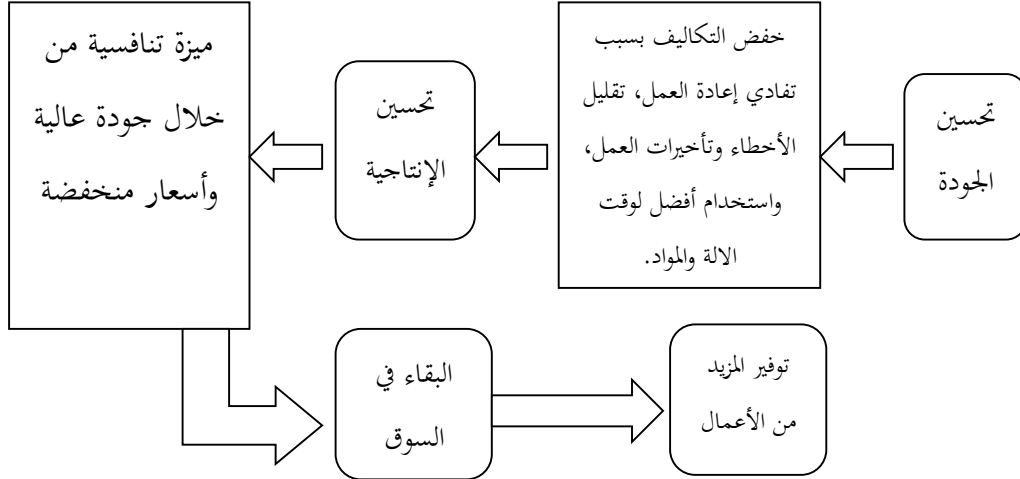 تحسين
الجودة
خفض التكاليف بسبب
تفادي إعادة العمل، تقليل
الأخطاء وتأخيرات العمل،
واستخدام أفضل لوقت
الالة والمواد.
تحسين
الإنتاجية
ميزة تنافسية من
خلال جودة عالية
وأسعار منخفضة
البقاء في
السوق
توفير المزيد
من الأعمال